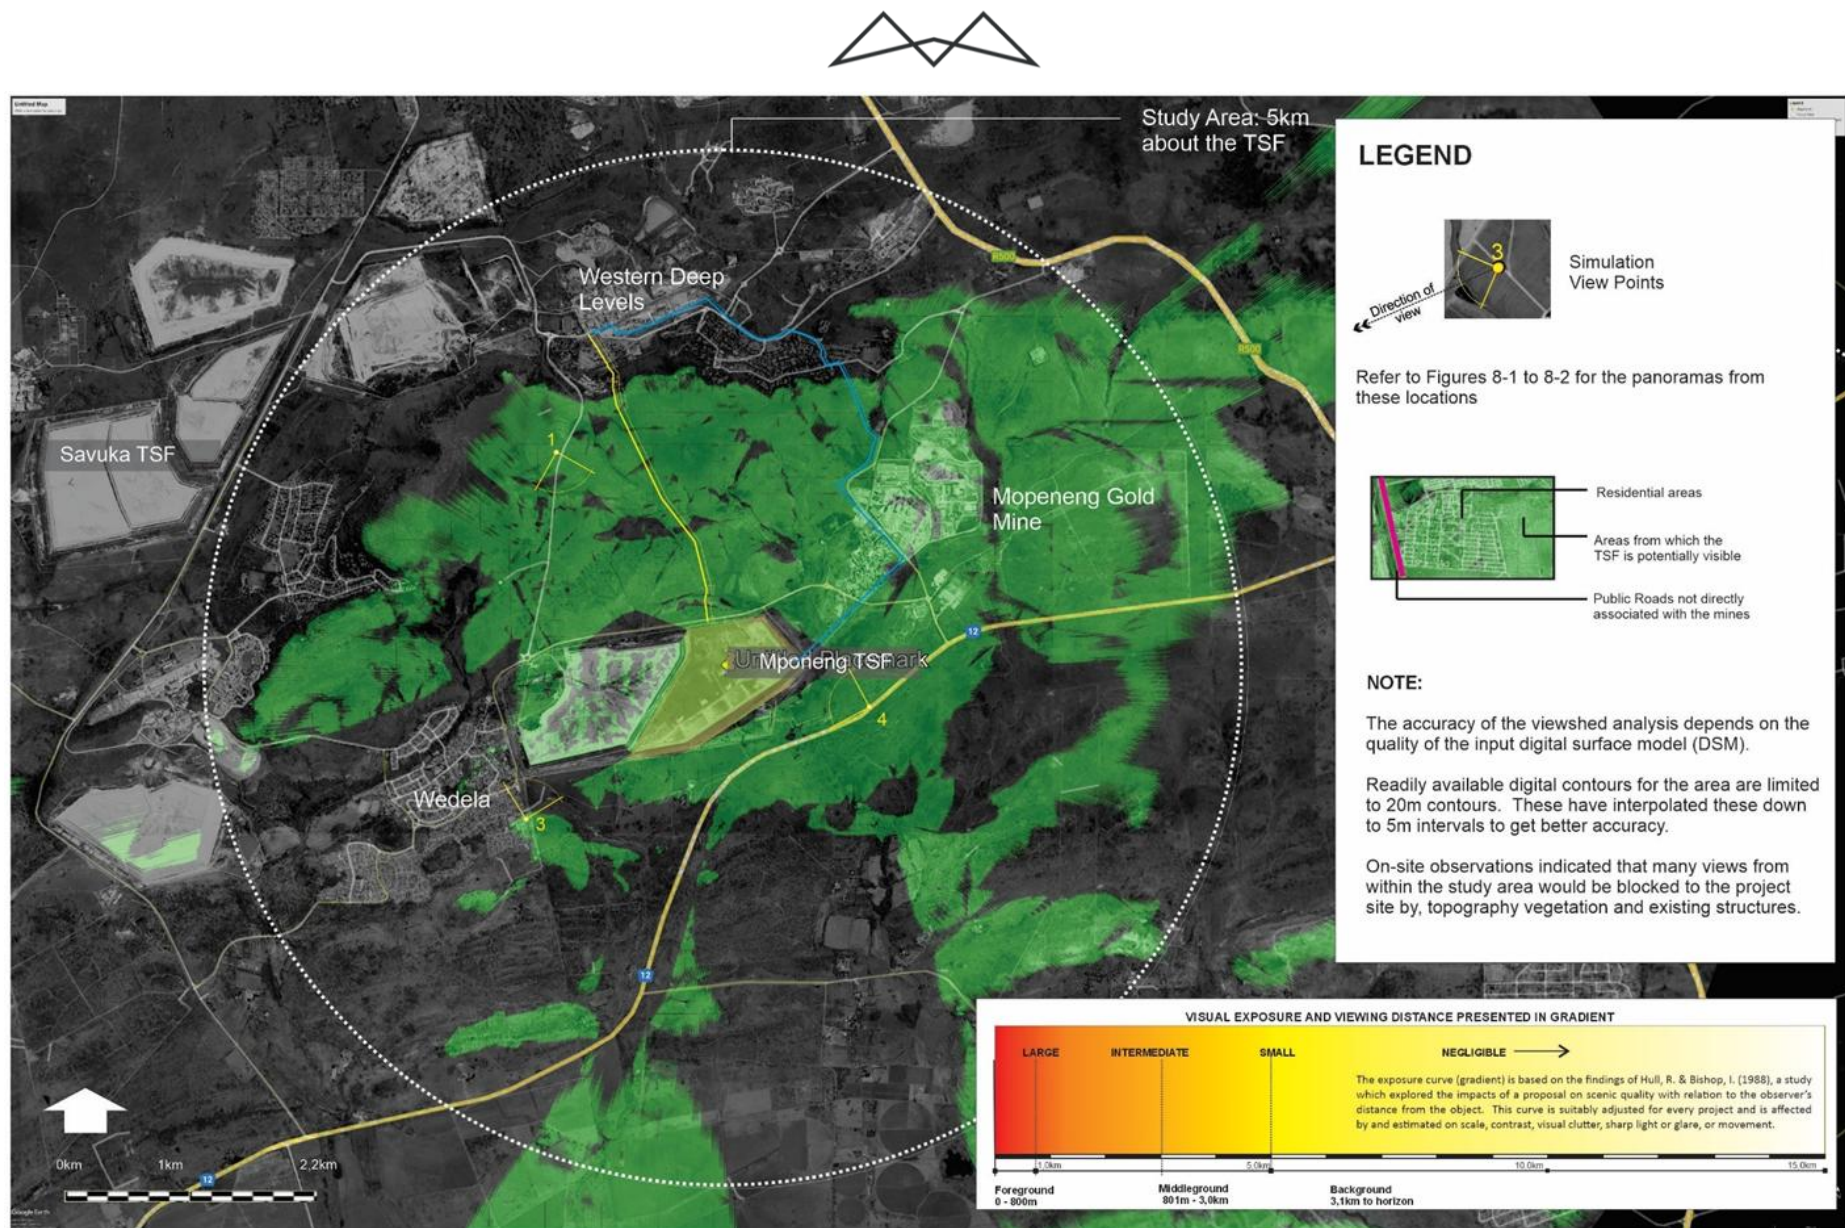 Untitled Map
Study Area: 5km
about the TSF
R500
Western Deep
Levels
R500
1
Savuka TSF
Mopeneng Gold
Mine
12
Mponeng TSF
4
Wedela
3
12
0km 1km 2,2km
12
Google Earth
LEGEND
3
Direction of
view
Simulation
View Points
Refer to Figures 8-1 to 8-2 for the panoramas from
these locations
Residential areas
Areas from which the
TSF is potentially visible
Public Roads not directly
associated with the mines
NOTE:
The accuracy of the viewshed analysis depends on the
quality of the input digital surface model (DSM).
Readily available digital contours for the area are limited
to 20m contours. These have interpolated these down
to 5m intervals to get better accuracy.
On-site observations indicated that many views from
within the study area would be blocked to the project
site by, topography vegetation and existing structures.
VISUAL EXPOSURE AND VIEWING DISTANCE PRESENTED IN GRADIENT
LARGE INTERMEDIATE SMALL NEGLIGIBLE
The exposure curve (gradient) is based on the findings of Hull, R. & Bishop, I. (1988), a study
which explored the impacts of a proposal on scenic quality with relation to the observer's
distance from the object. This curve is suitably adjusted for every project and is affected
by and estimated on scale, contrast, visual clutter, sharp light or glare, or movement.
1.0km 5.0km 10.0km 15.0km
Foreground
0 - 800m
Middleground
801m - 3,0km
Background
3,1km to horizon